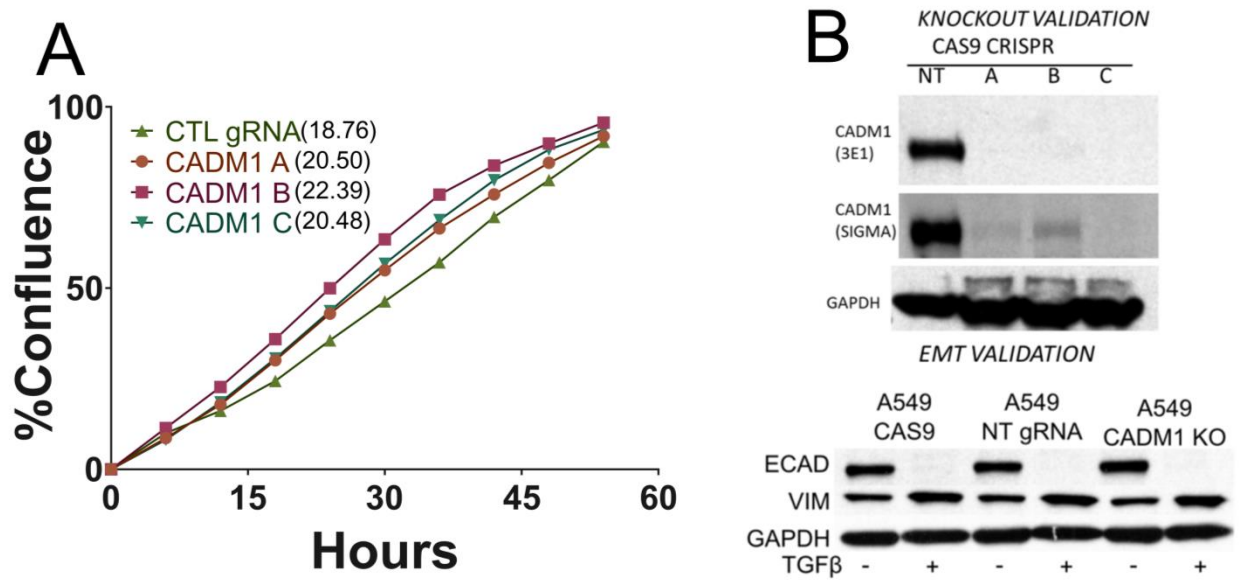 A
100
50
0
%Confluence
CTL gRNA(18.76)
CADM1 A(20.50)
CADM1 B(22.39)
CADM1 C(20.48)
0 15 30 45 60
Hours
B
KNOCKOUT VALIDATION
CAS9 CRISPR
NT A B C
CADM1
(3E1)
CADM1
(SIGMA)
GAPDH
EMT VALIDATION
A549
CAS9
A549
NT gRNA
A549
CADM1 KO
ECAD
VIM
GAPDH
TGFβ - + - + - +